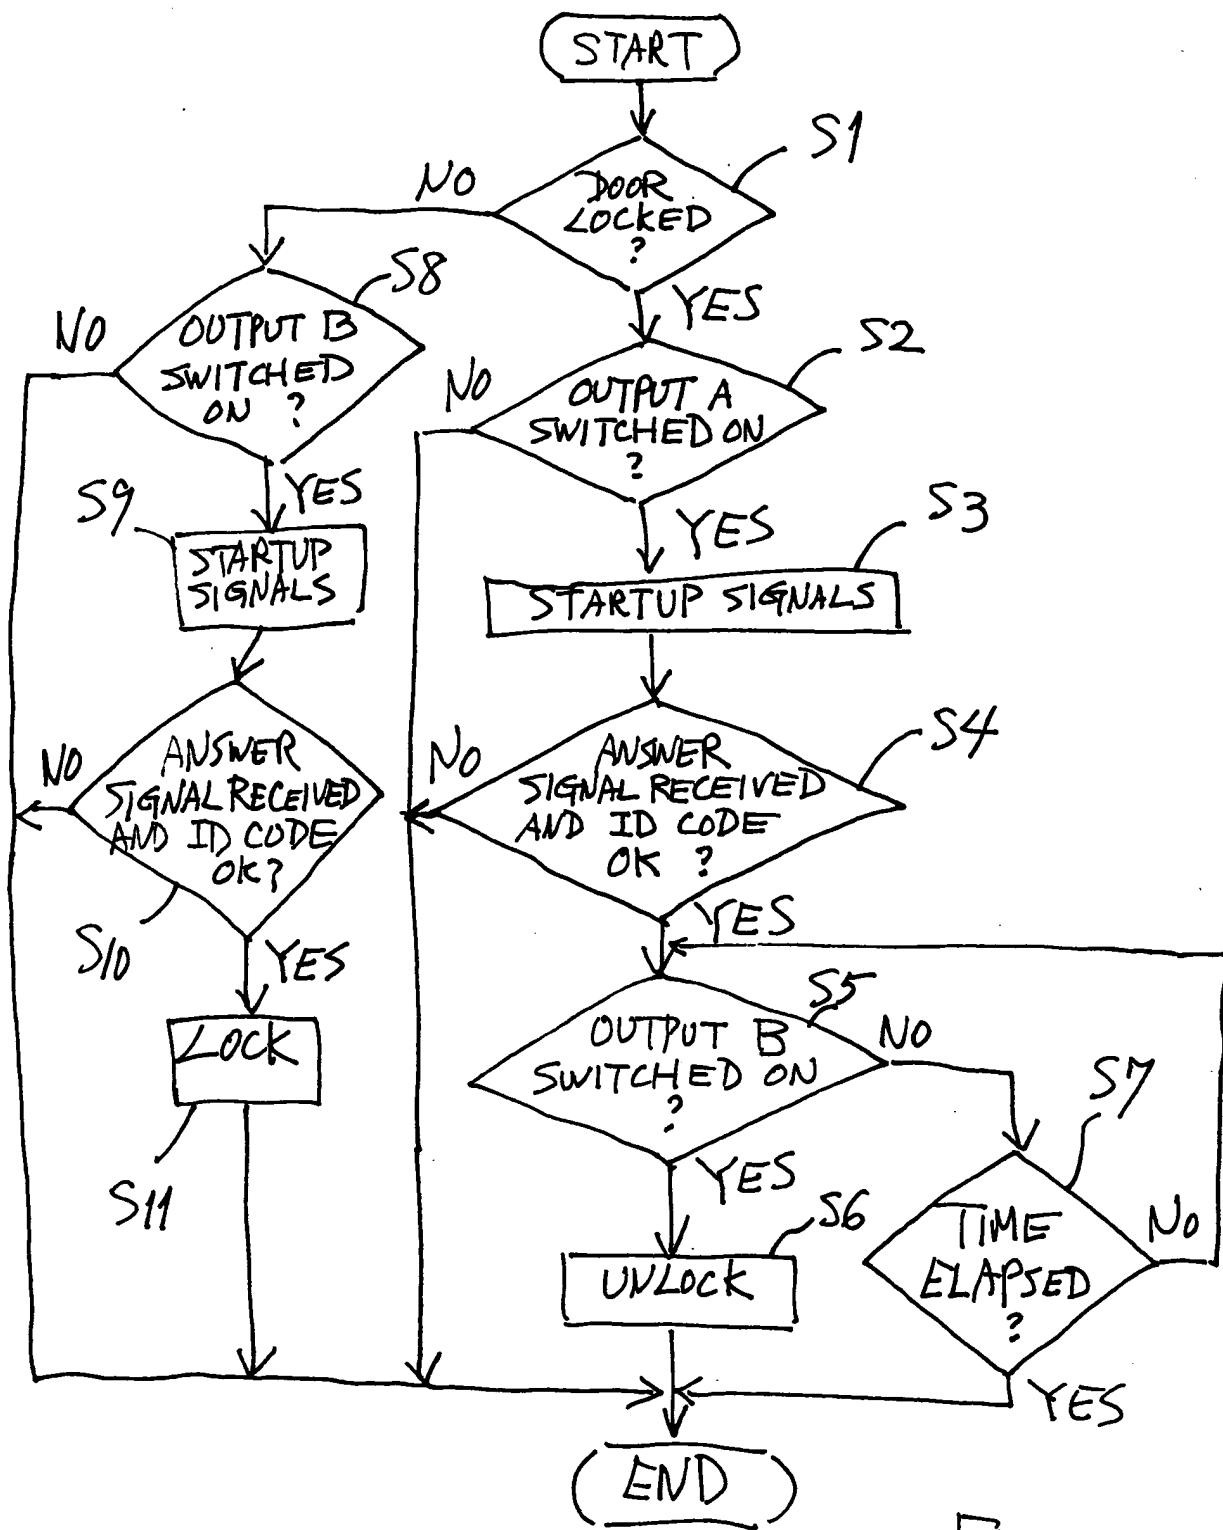 START
S1
NO
DOOR
LOCKED
?
YES
S8
NO
OUTPUT B
SWITCHED
ON ?
S2
NO
OUTPUT A
SWITCHED ON
?
YES
S9
YES
S3
STARTUP
SIGNALS
STARTUP SIGNALS
NO
ANSWER
SIGNAL RECEIVED
AND ID CODE
OK?
S10
NO
ANSWER
SIGNAL RECEIVED
AND ID CODE
OK ?
S4
YES
YES
LOCK
S11
OUTPUT B
SWITCHED ON
?
S5
NO
S7
YES
S6
UNLOCK
TIME
ELAPSED
?
NO
YES
END